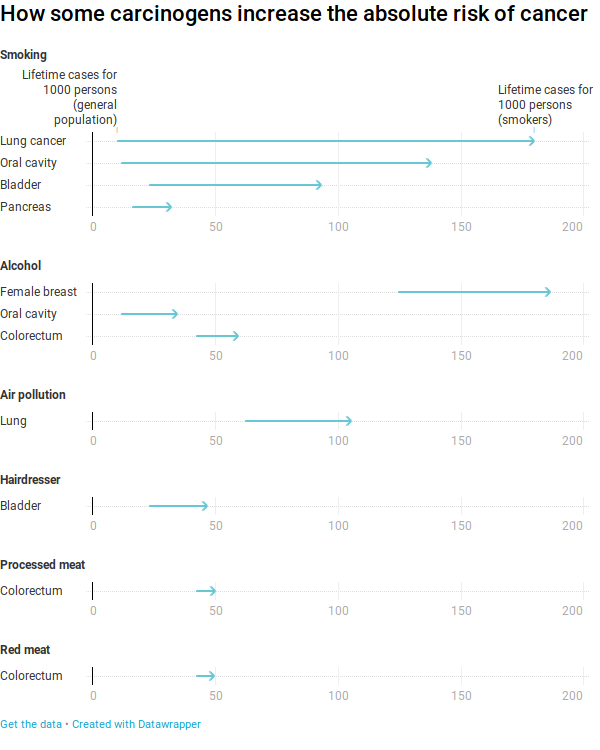 How some carcinogens increase the absolute risk of cancer
Smoking
Lifetime cases for
1000 persons
(general
population)
Lifetime cases for
1000 persons
(smokers)
Lung cancer
Oral cavity
Bladder
Pancreas
0 50 100 150 200
Alcohol
Female breast
Oral cavity
Colorectum
0 50 100 150 200
Air pollution
Lung
0 50 100 150 200
Hairdresser
Bladder
0 50 100 150 200
Processed meat
Colorectum
0 50 100 150 200
Red meat
Colorectum
0 50 100 150 200
Get the data • Created with Datawrapper